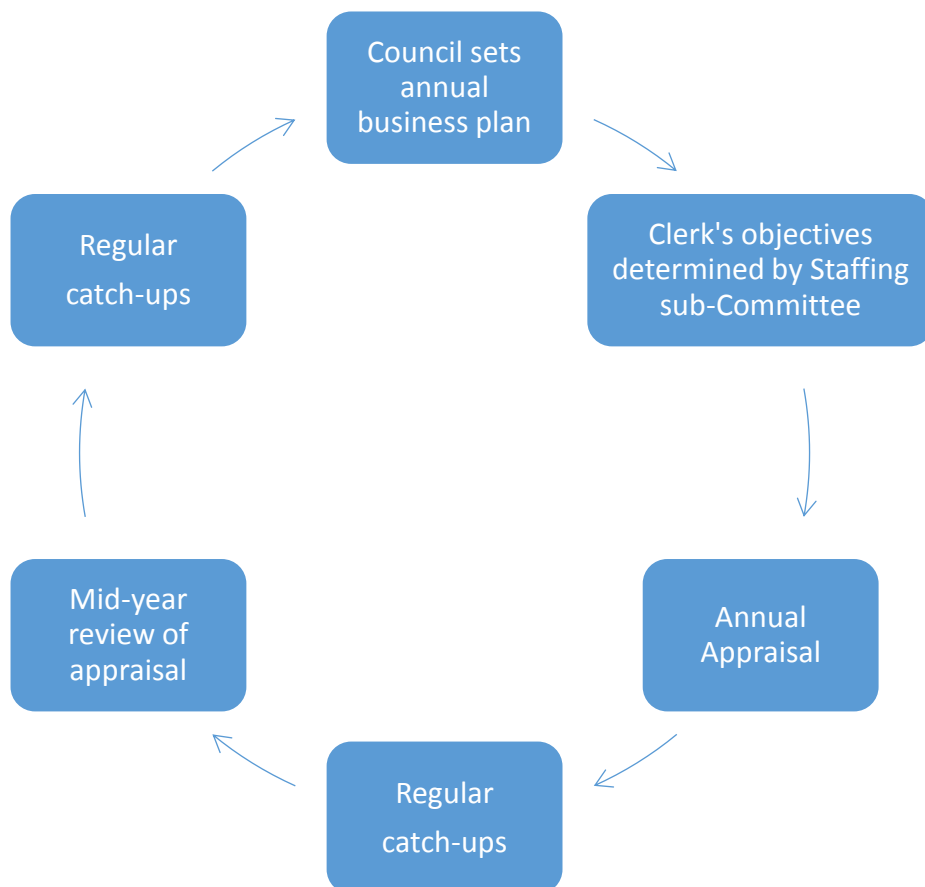 Council sets
annual
business plan
Clerk's objectives
determined by Staffing
sub-Committee
Annual
Appraisal
Regular
catch-ups
Mid-year
review of
appraisal
Regular
catch-ups